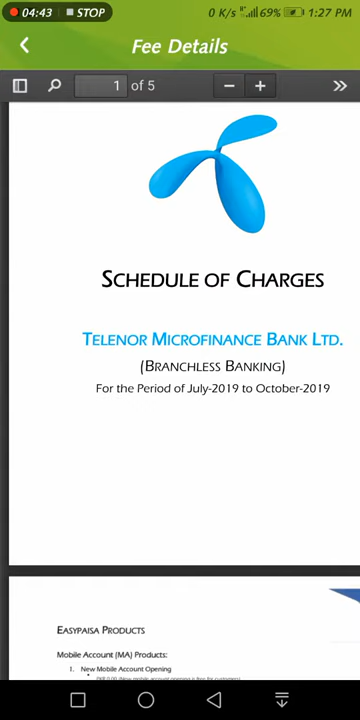 04:43 STOP 0 K/s 69% 1:27 PM
Fee Details
1 of 5
SCHEDULE OF CHARGES
TELENOR MICROFINANCE BANK LTD.
(BRANCHLESS BANKING)
For the Period of July-2019 to October-2019
EASYPAISA PRODUCTS
Mobile Account (MA) Products:
1. New Mobile Account Opening